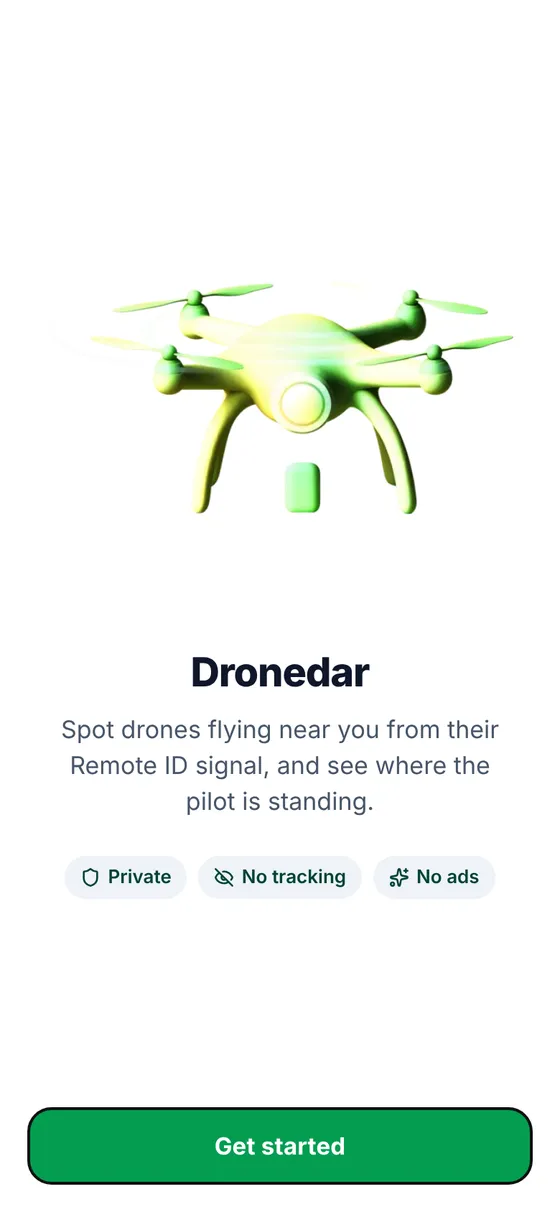 Dronedar
Spot drones flying near you from their
Remote ID signal, and see where the
pilot is standing.
Private
No tracking
No ads
Get started